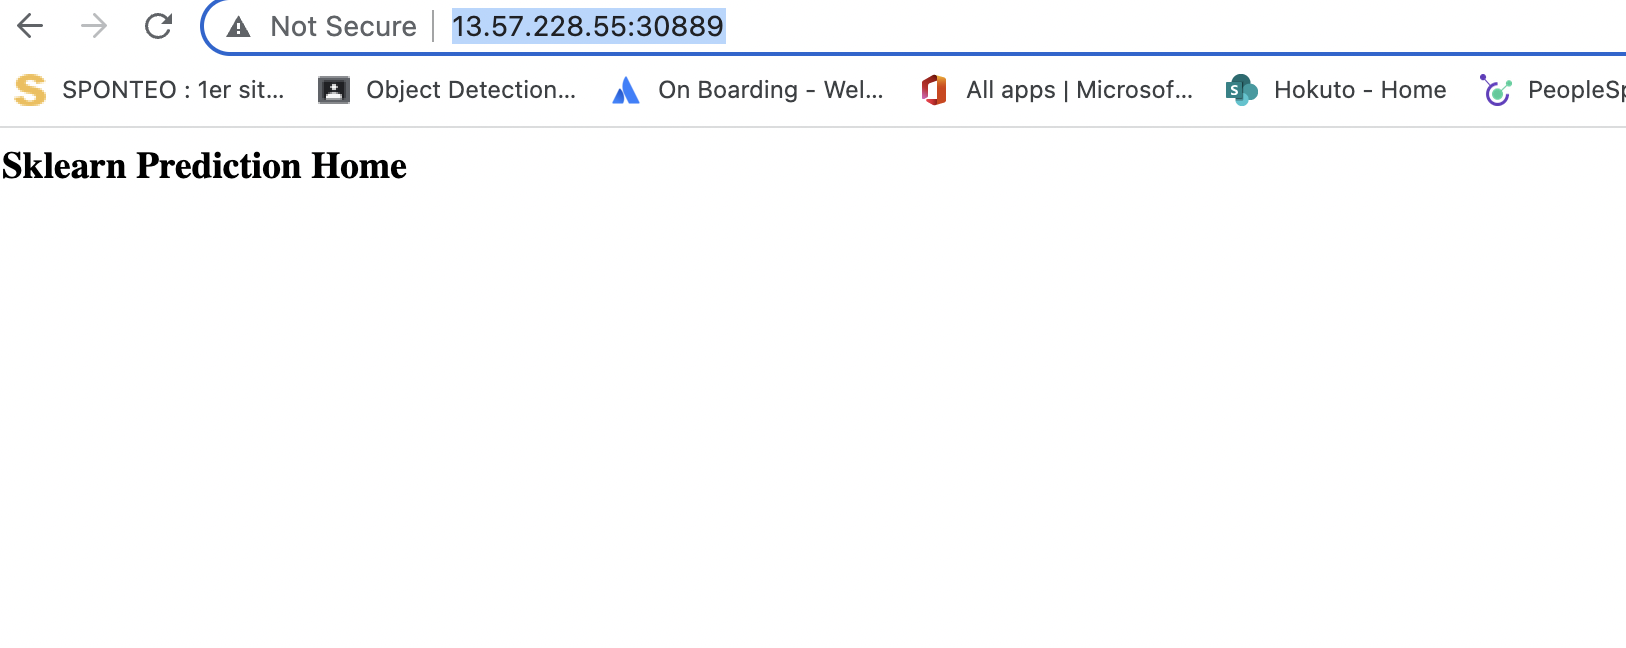 Not Secure | 13.57.228.55:30889
SPONTEO : 1er sit... Object Detection... On Boarding - Wel... All apps | Microsof... Hokuto - Home PeopleSp
Sklearn Prediction Home